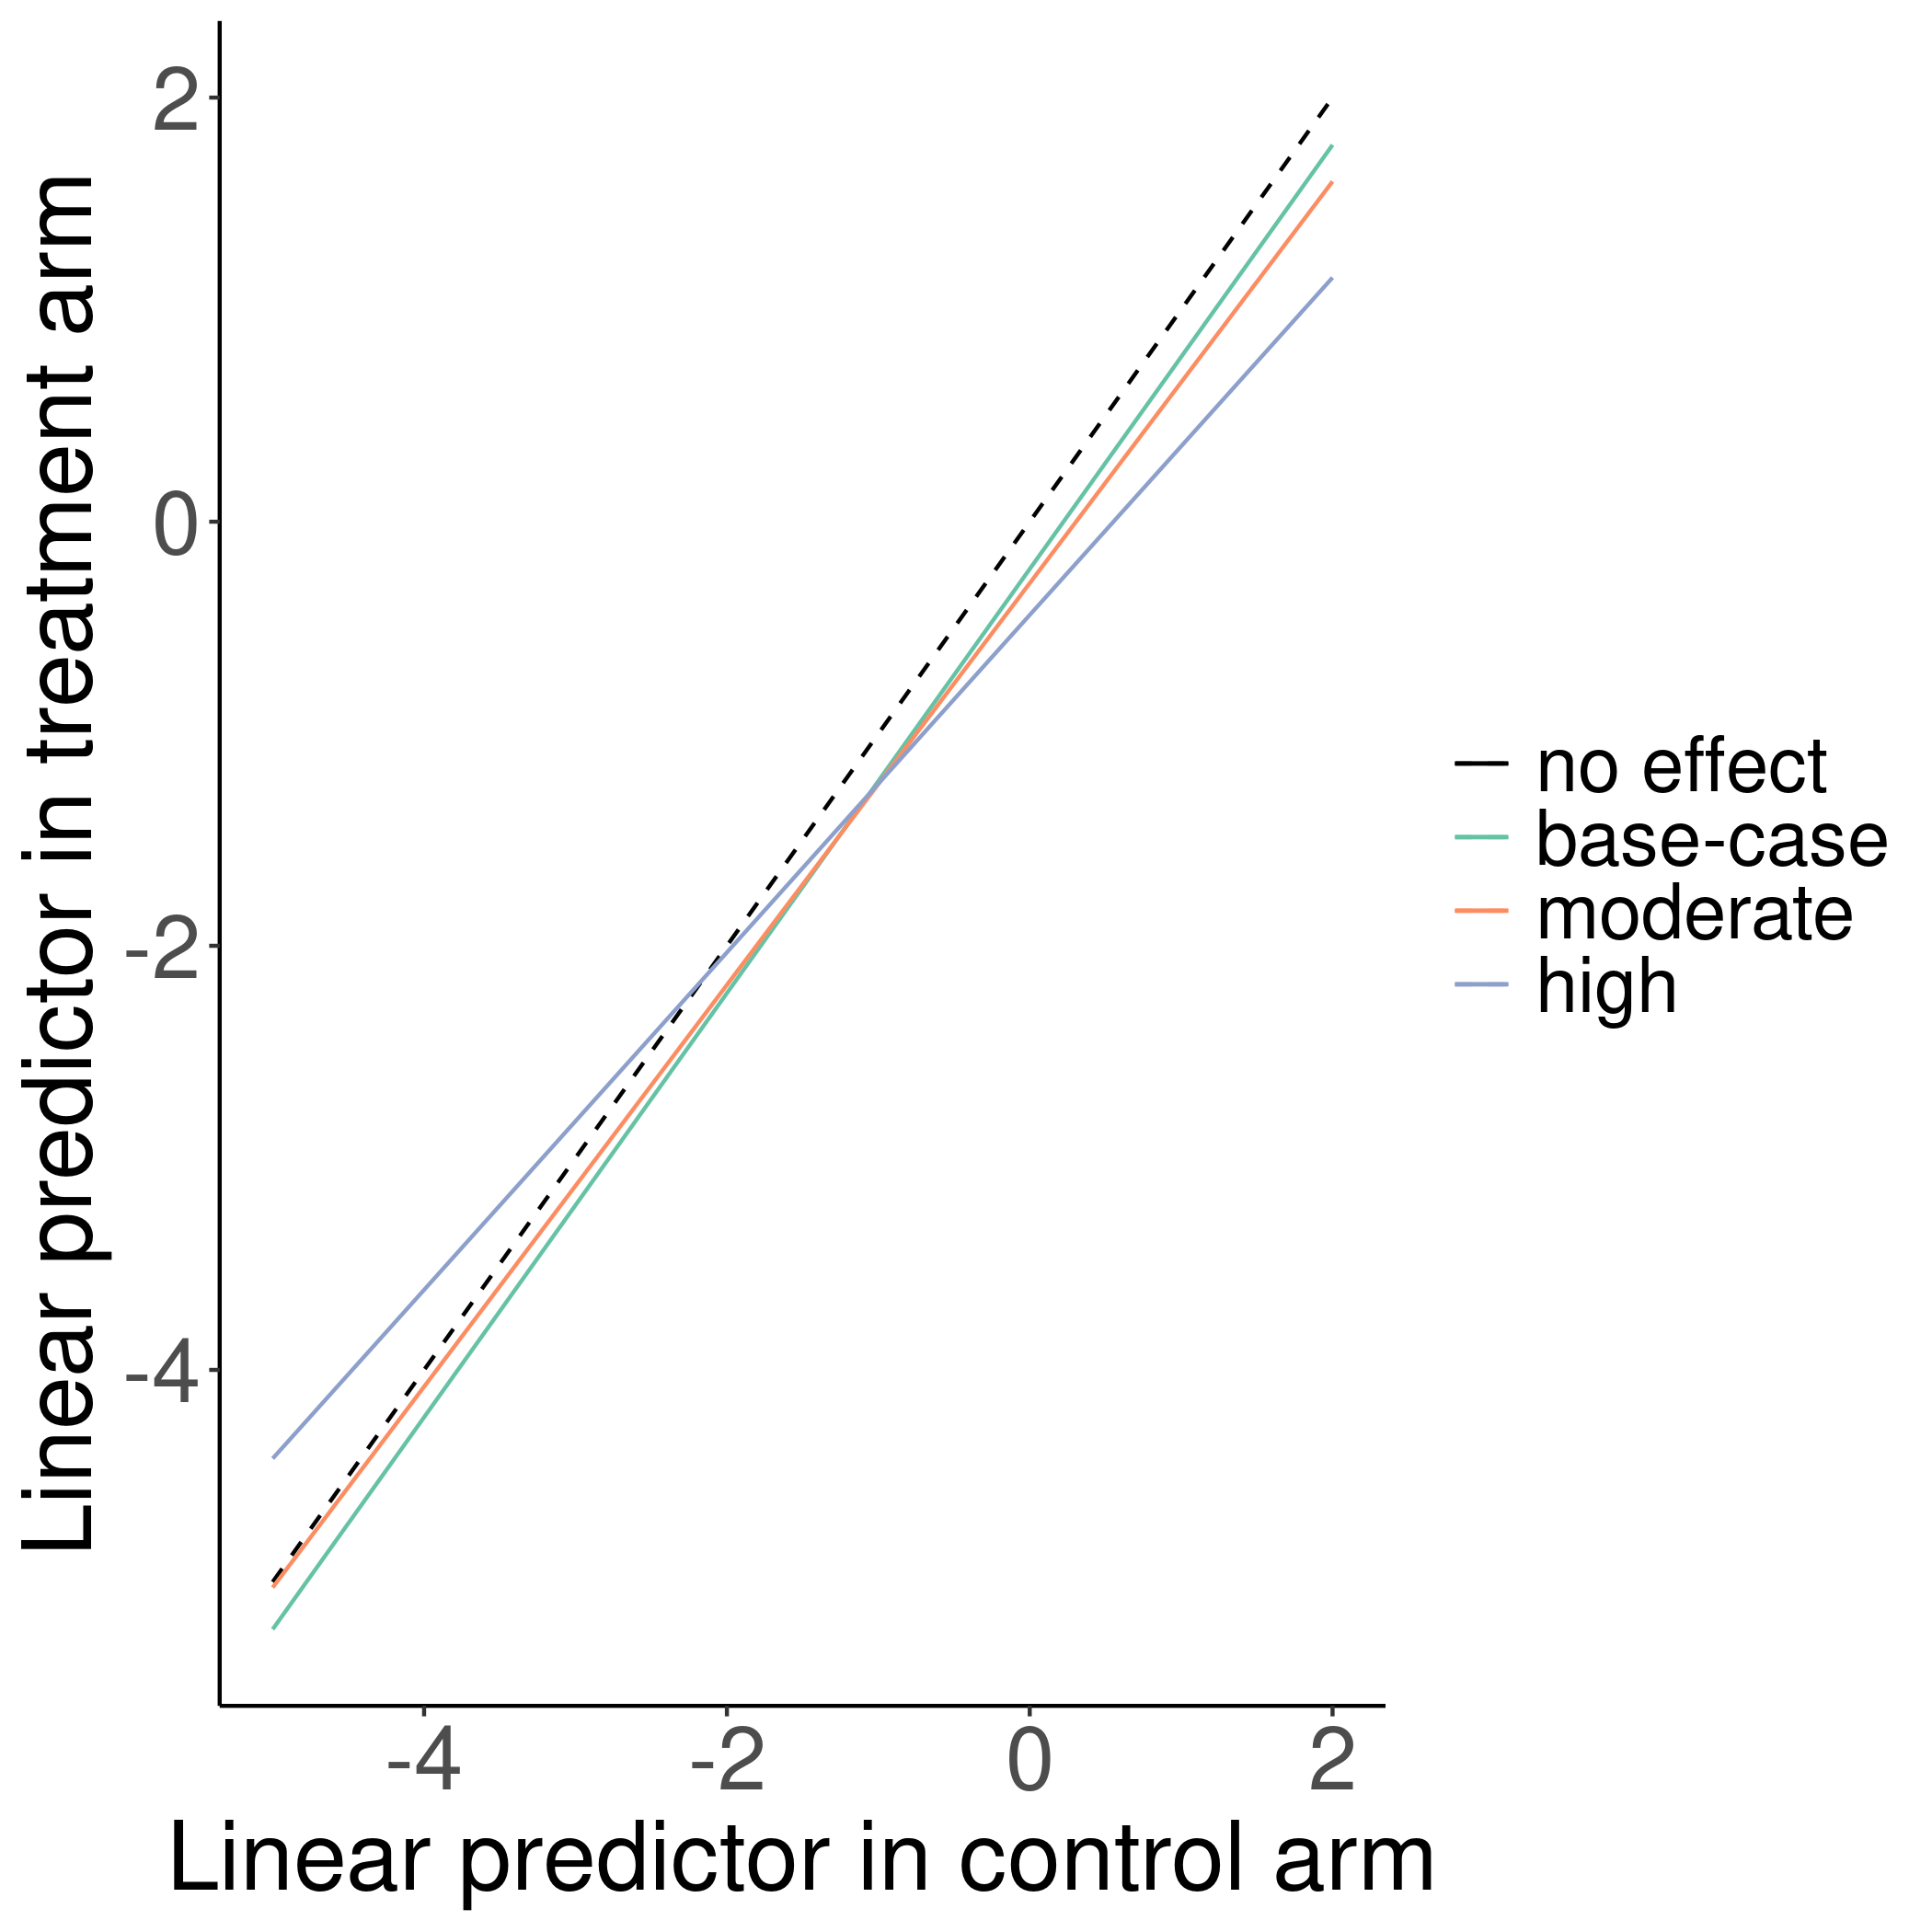 Linear predictor in treatment arm
2
0
-2
-4
-4 -2 0 2
Linear predictor in control arm
no effect
base-case
moderate
high